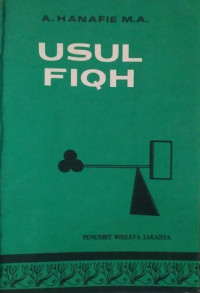 A. HANAFIE M.A.
USUL
FIQH
PENERBIT WIDJAYA JAKARTA